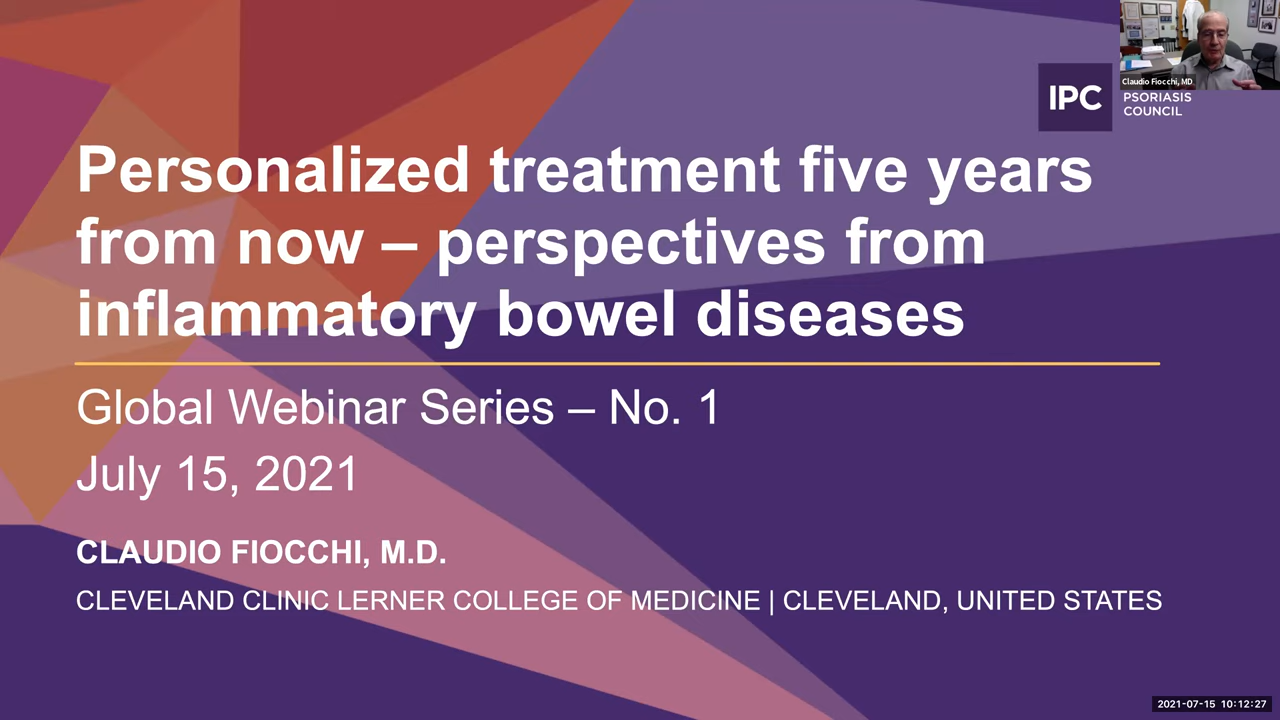 Claudio Fiocchi, MD
IPC
PSORIASIS
COUNCIL
Personalized treatment five years
from now – perspectives from
inflammatory bowel diseases
Global Webinar Series – No. 1
July 15, 2021
CLAUDIO FIOCCHI, M.D.
CLEVELAND CLINIC LERNER COLLEGE OF MEDICINE | CLEVELAND, UNITED STATES
2021-07-15 10:12:27